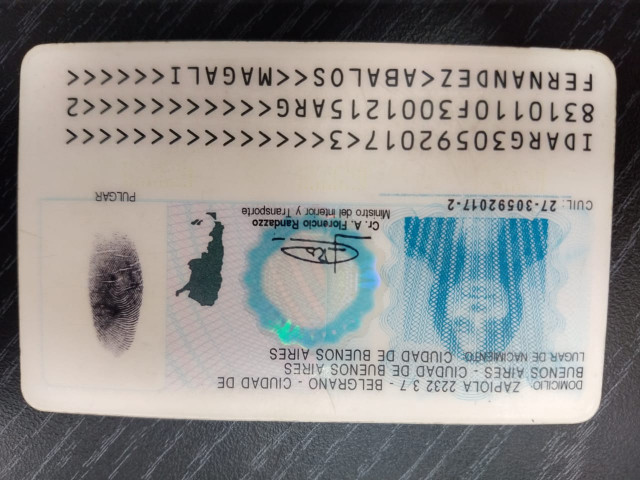 DOMICILIO: ZAPIOLA 2232 3 7 - BELGRANO - CIUDAD DE
BUENOS AIRES - CIUDAD DE BUENOS AIRES
LUGAR DE NACIMIENTO: CIUDAD DE BUENOS AIRES
Cr. A. Florencio Randazzo
Ministro del Interior y Transporte
CUIL: 27-30592017-2
PULGAR
IDARG30592017<3<<<<<<<<<<<<<<<
8310110F3001215ARG<<<<<<<<<<<2
FERNANDEZ<ABALOS<<MAGALI<<<<<<